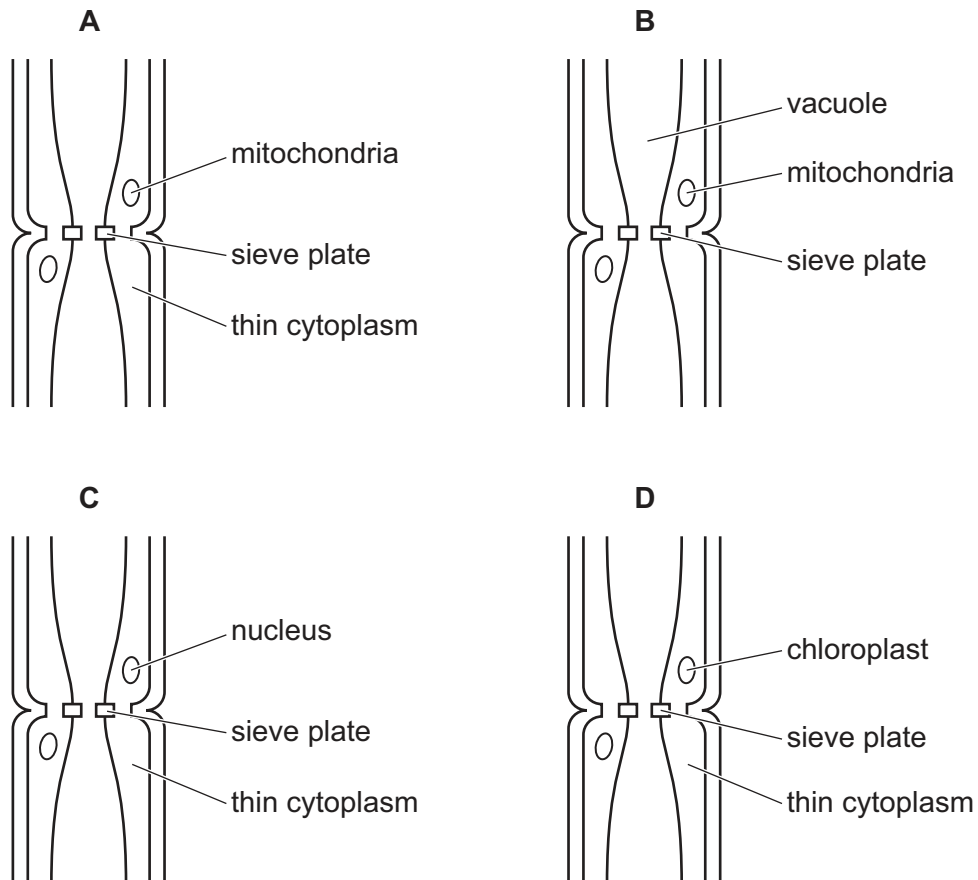 A
mitochondria
sieve plate
thin cytoplasm
B
vacuole
mitochondria
sieve plate
C
nucleus
sieve plate
thin cytoplasm
D
chloroplast
sieve plate
thin cytoplasm